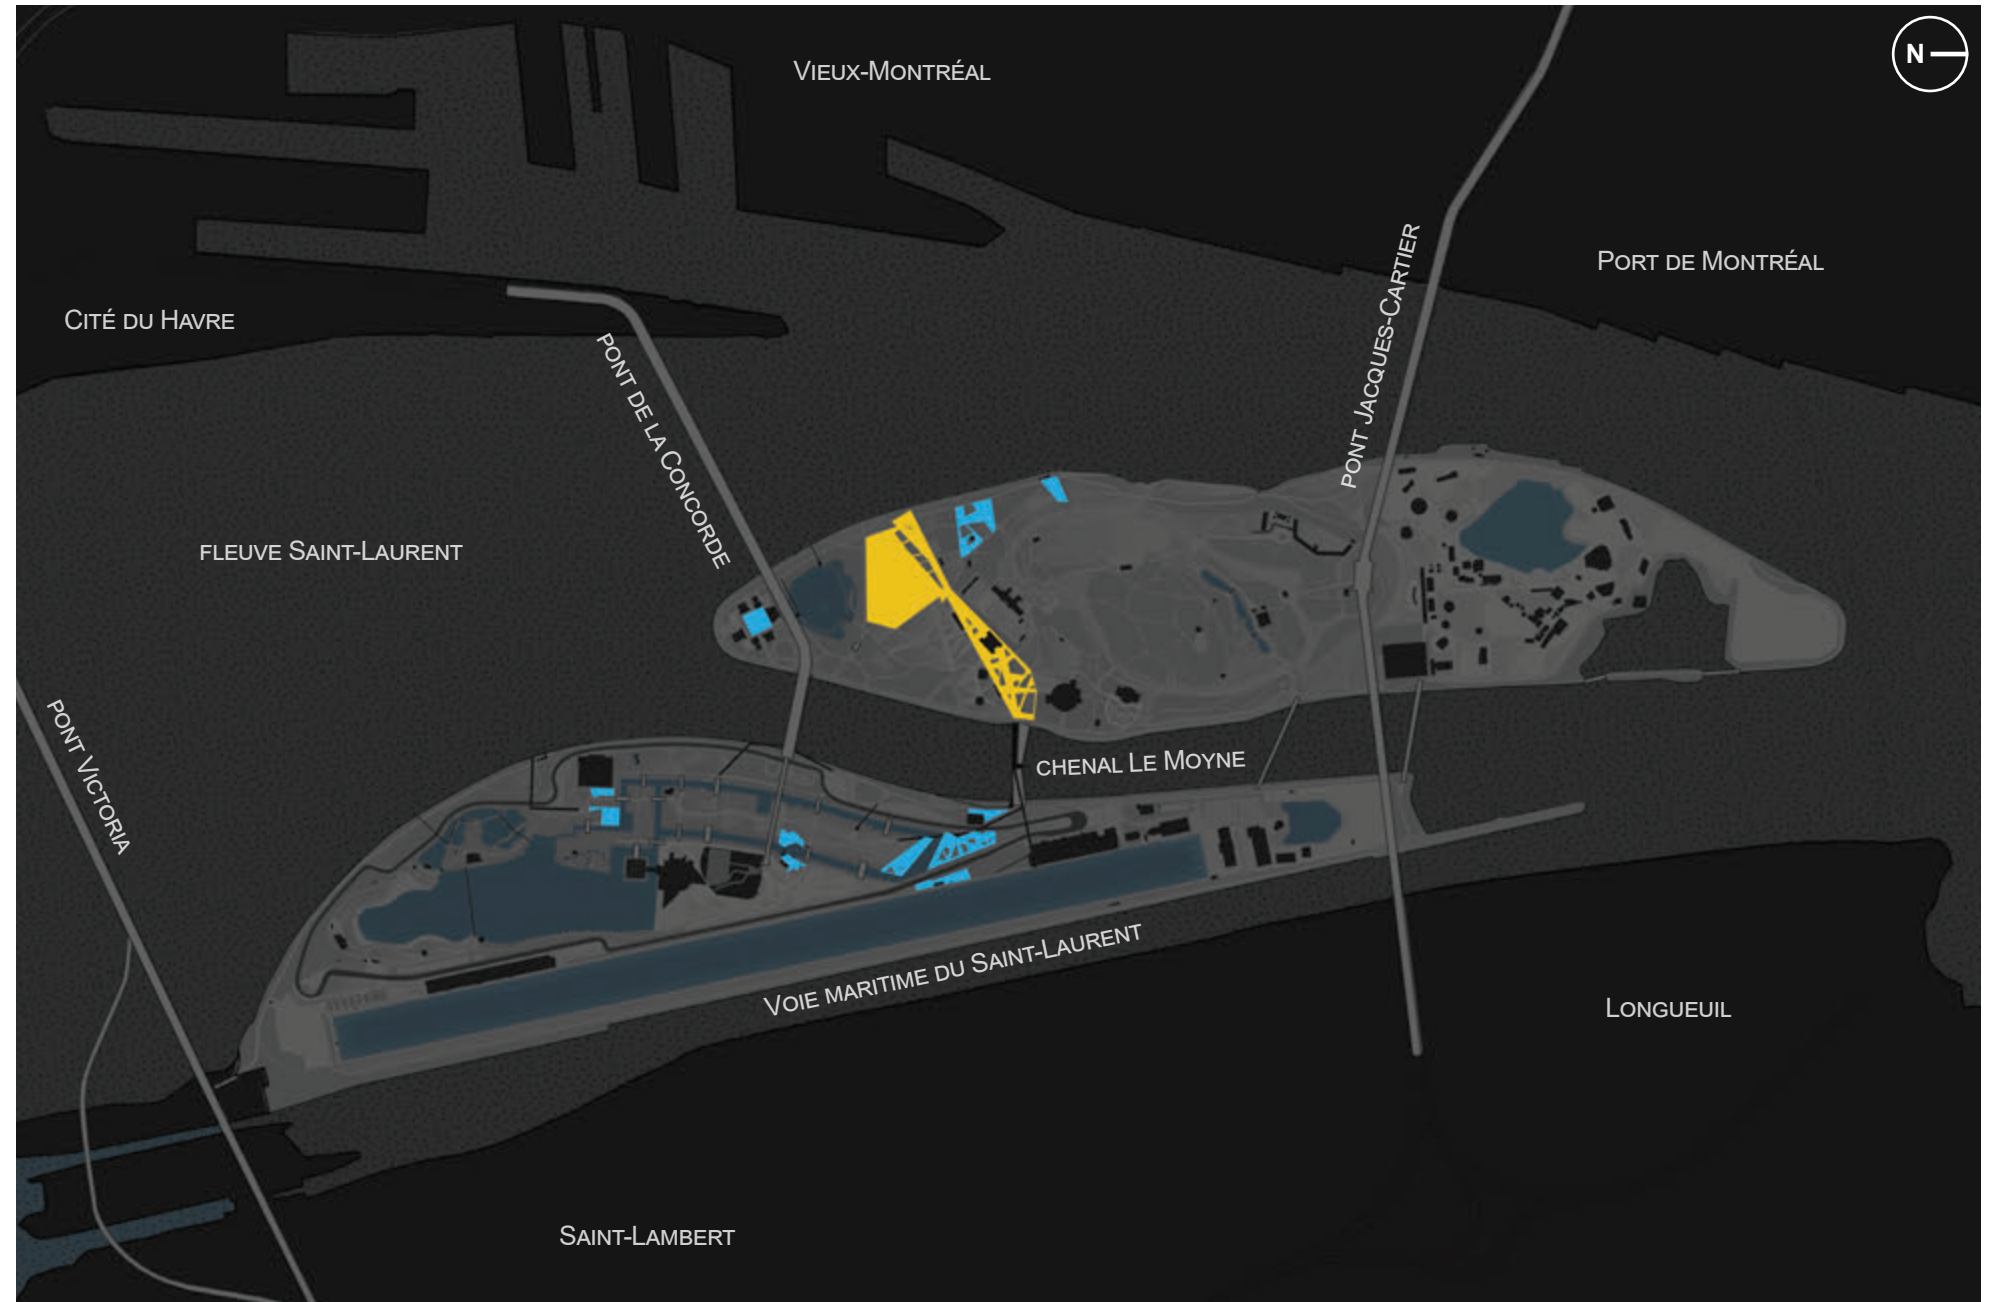 N
VIEUX-MONTRÉAL
PORT DE MONTRÉAL
PONT JACQUES-CARTIER
CITÉ DU HAVRE
PONT DE LA CONCORDE
FLEUVE SAINT-LAURENT
PONT VICTORIA
CHENAL LE MOYNE
VOIE MARITIME DU SAINT-LAURENT
LONGUEUIL
SAINT-LAMBERT